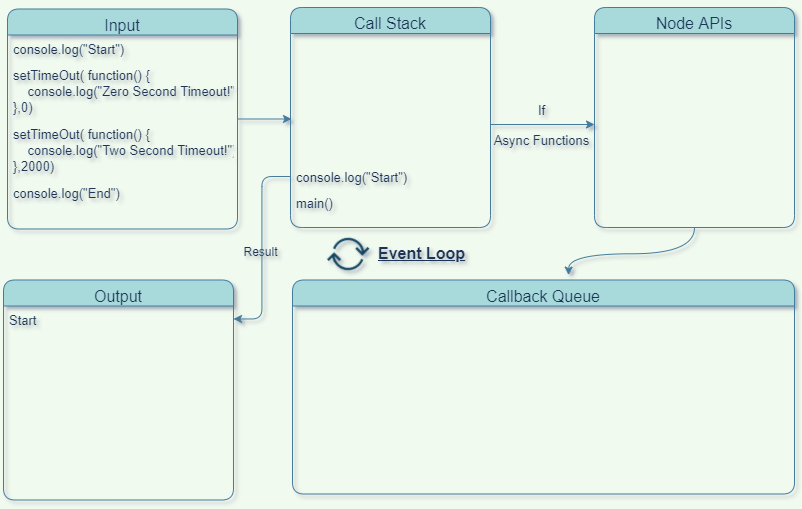 Input
console.log("Start")
setTimeOut( function() {
console.log("Zero Second Timeout!"
},0)
setTimeOut( function() {
console.log("Two Second Timeout!"
},2000)
console.log("End")
Call Stack
console.log("Start")
main()
If
Async Functions
Node APIs
Result
Event Loop
Output
Start
Callback Queue